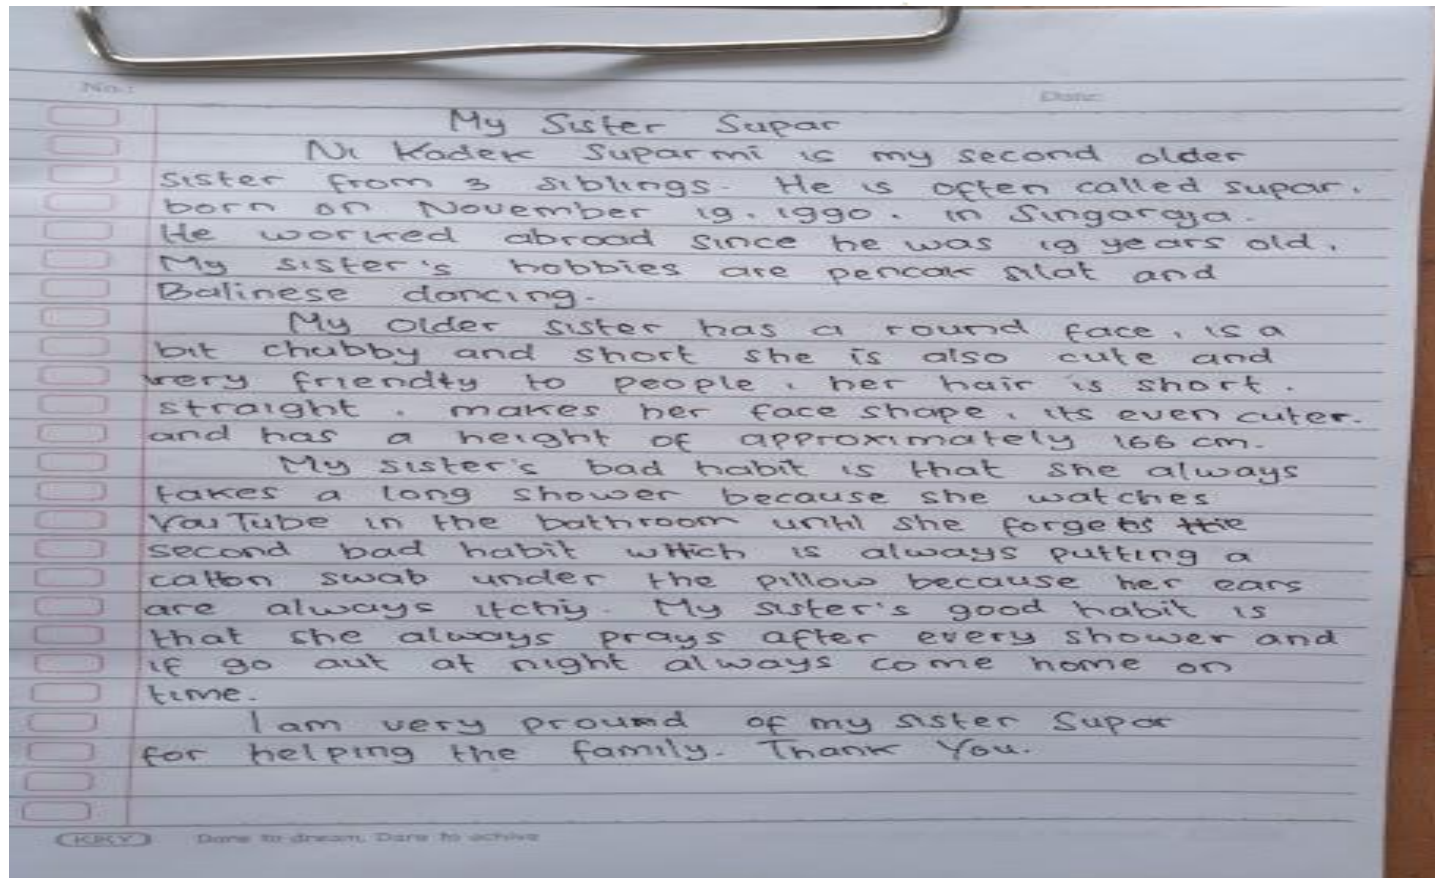 No.:
Date:
My Sister Supar
Ni Kadek Suparmi is my second older
sister from 3 siblings. He is often called supar.
born on November 19. 1990. in Singaraja.
He worked abroad since he was 19 years old.
My sister's hobbies are pencak silat and
Balinese dancing.
My older sister has a round face, is a
bit chubby and short she is also cute and
very friendty to people, her hair is short.
straight. makes her face shape, its even cuter.
and has a height of approximately 166 cm.
My sister's bad habit is that she always
takes a long shower because she watches
YouTube in the bathroom until she forgets the
second bad habit which is always putting a
catton swab under the pillow because her ears
are always itchiy. My sister's good habit is
that she always prays after every shower and
if go out at night always come home on
time.
I am very pround of my sister Supar
for helping the family. Thank You.
KIKY Dare to dream, Dare to achive